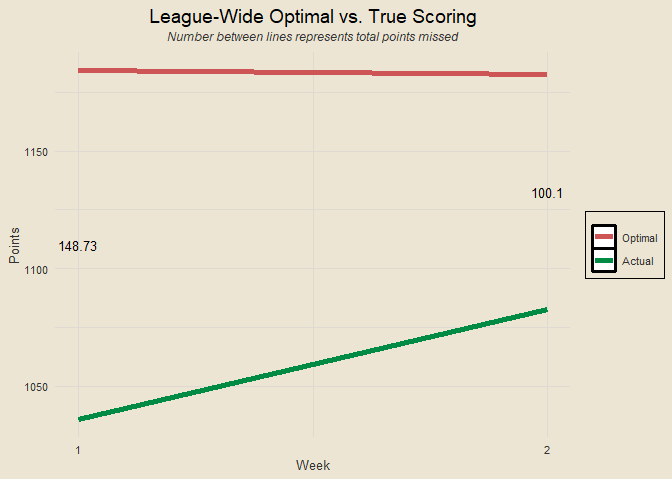 League-Wide Optimal vs. True Scoring
Number between lines represents total points missed
1150
1100
1050
Points
148.73
100.1
1
2
Week
Optimal
Actual